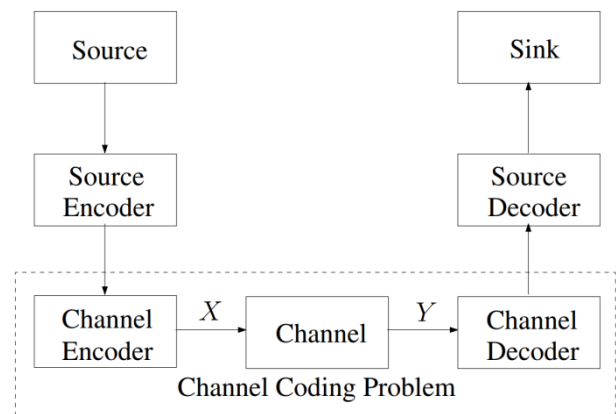 Source
Sink
Source
Encoder
Source
Decoder
Channel
Encoder
X
Channel
Y
Channel
Decoder
Channel Coding Problem